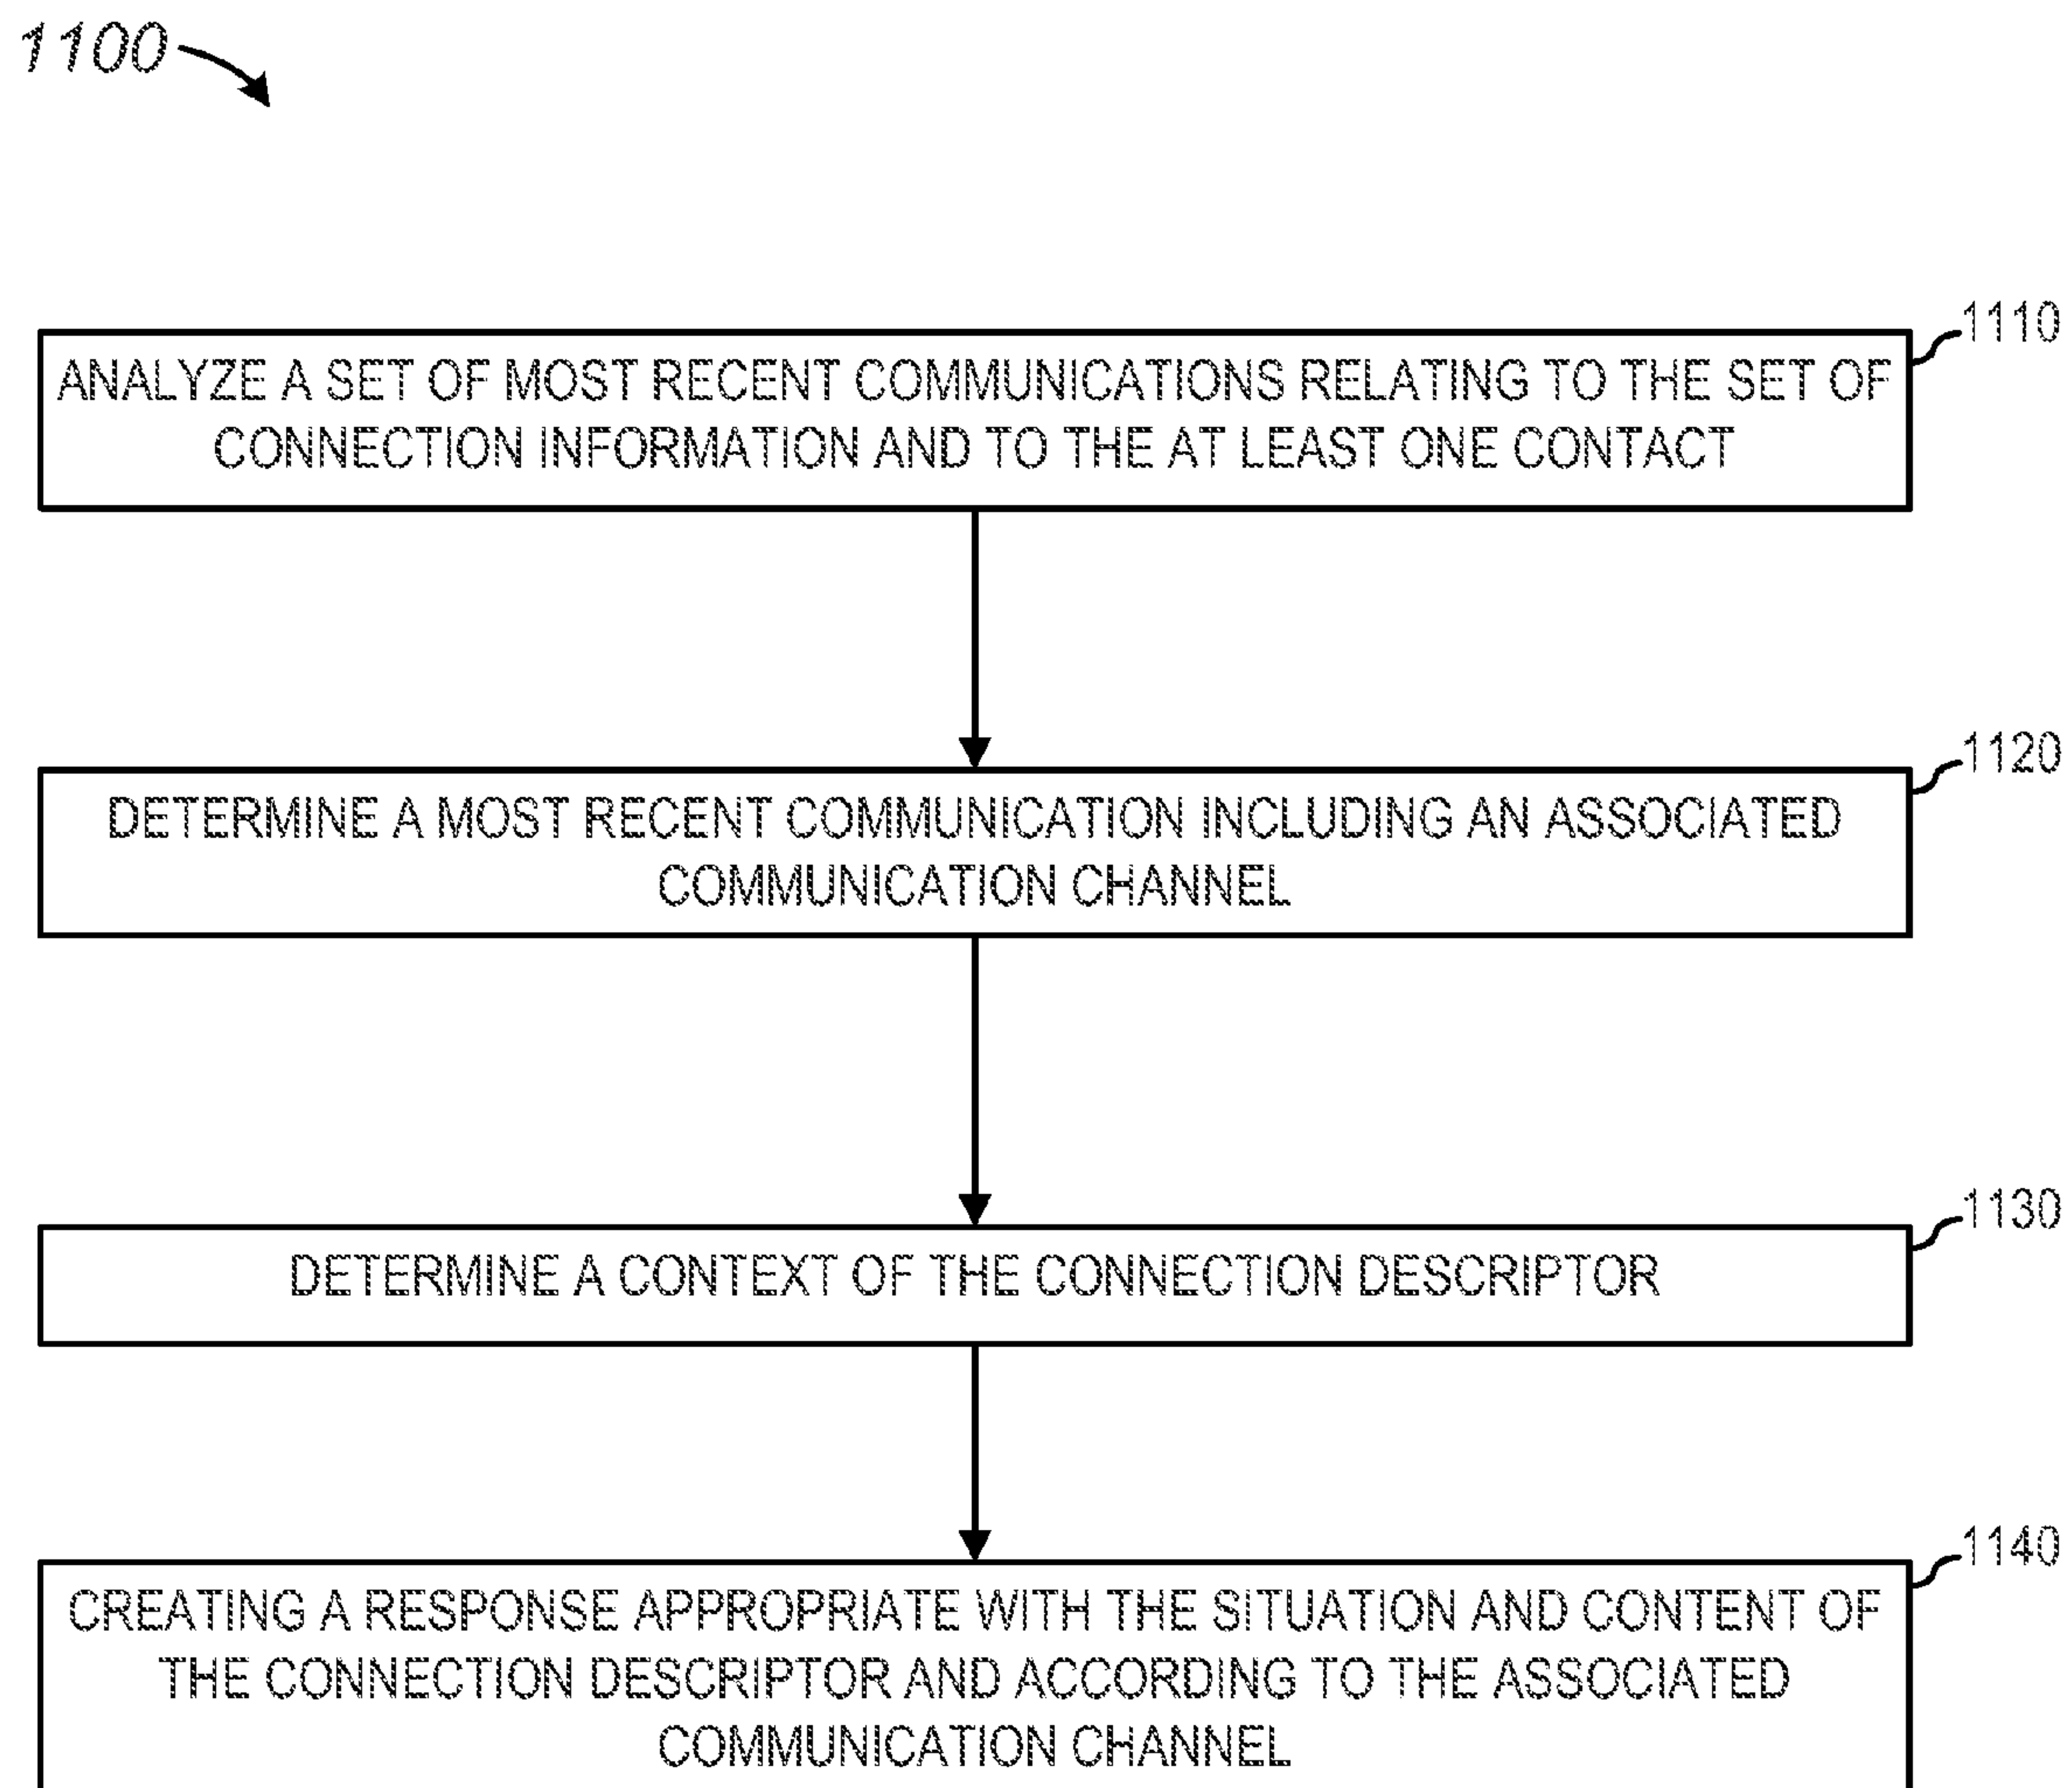 1100
1110
ANALYZE A SET OF MOST RECENT COMMUNICATIONS RELATING TO THE SET OF
CONNECTION INFORMATION AND TO THE AT LEAST ONE CONTACT
1120
DETERMINE A MOST RECENT COMMUNICATION INCLUDING AN ASSOCIATED
COMMUNICATION CHANNEL
1130
DETERMINE A CONTEXT OF THE CONNECTION DESCRIPTOR
1140
CREATING A RESPONSE APPROPRIATE WITH THE SITUATION AND CONTENT OF
THE CONNECTION DESCRIPTOR AND ACCORDING TO THE ASSOCIATED
COMMUNICATION CHANNEL